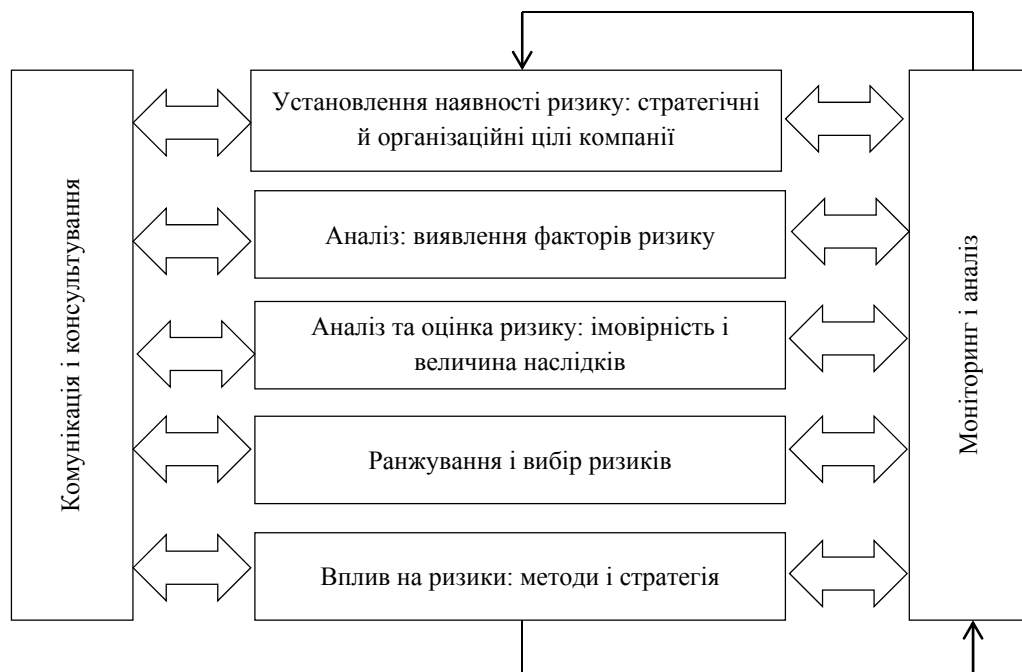 Комунікація і консультування
Установлення наявності ризику: стратегічні
й організаційні цілі компанії
Аналіз: виявлення факторів ризику
Аналіз та оцінка ризику: імовірність і
величина наслідків
Ранжування і вибір ризиків
Вплив на ризики: методи і стратегія
Моніторинг і аналіз